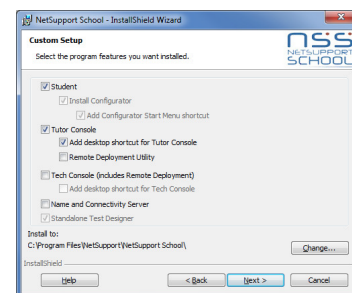 NetSupport School - InstallShield Wizard
Custom Setup
Select the program features you want installed.
nss
NETSUPPORT
SCHOOL
Student
Install Configurator
Add Configurator Start Menu shortcut
Tutor Console
Add desktop shortcut for Tutor Console
Remote Deployment Utility
Tech Console (includes Remote Deployment)
Add desktop shortcut for Tech Console
Name and Connectivity Server
Standalone Test Designer
Install to:
C:\Program Files\NetSupport\NetSupport School\
Change...
InstallShield
Help
< Back
Next >
Cancel